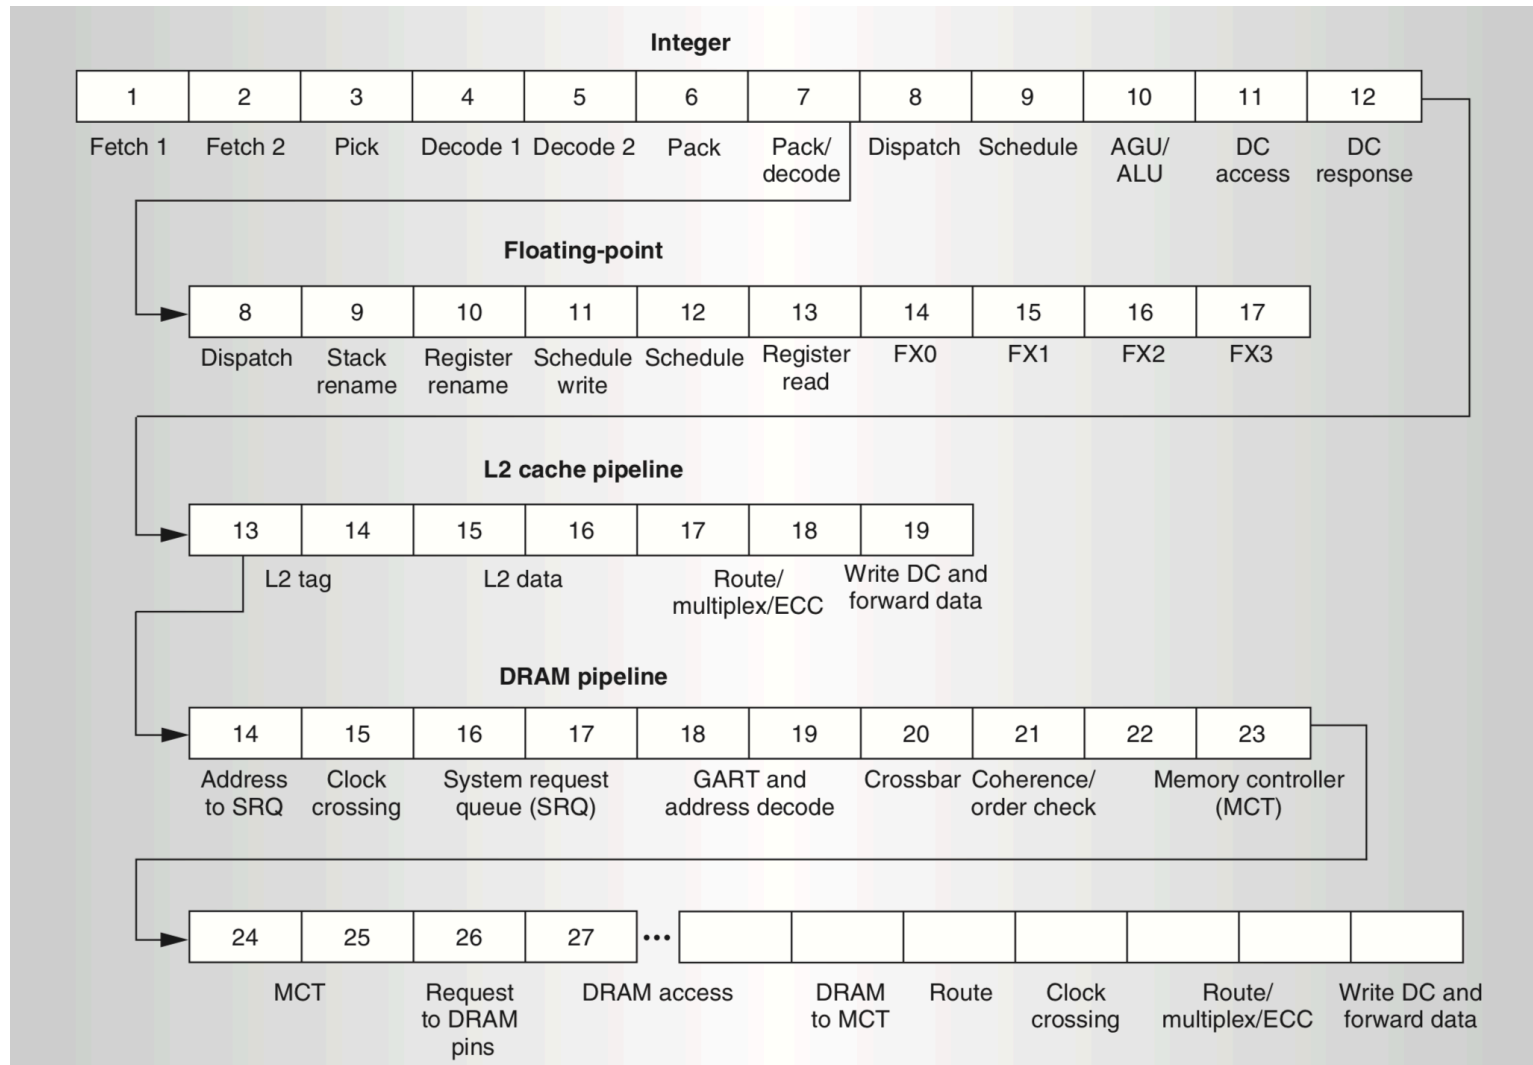 Integer
1 2 3 4 5 6 7 8 9 10 11 12
Fetch 1 Fetch 2 Pick Decode 1 Decode 2 Pack Pack/ Dispatch Schedule AGU/ DC DC
decode ALU access response
Floating-point
8 9 10 11 12 13 14 15 16 17
Dispatch Stack Register Schedule Schedule Register FX0 FX1 FX2 FX3
rename rename write read
L2 cache pipeline
13 14 15 16 17 18 19
L2 tag L2 data Route/ Write DC and
multiplex/ECC forward data
DRAM pipeline
14 15 16 17 18 19 20 21 22 23
Address Clock System request GART and Crossbar Coherence/ Memory controller
to SRQ crossing queue (SRQ) address decode order check (MCT)
24 25 26 27 •••
MCT Request DRAM access DRAM Route Clock Route/ Write DC and
to DRAM to MCT crossing multiplex/ECC forward data
pins